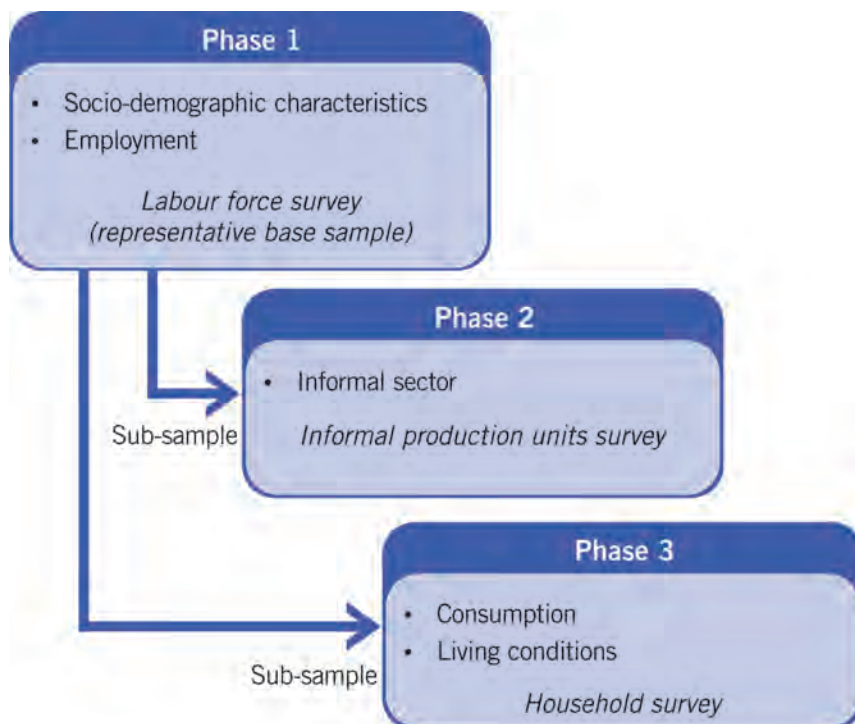 Phase 1
• Socio-demographic characteristics
• Employment
Labour force survey
(representative base sample)
Phase 2
• Informal sector
Sub-sample
Informal production units survey
Phase 3
• Consumption
• Living conditions
Sub-sample
Household survey